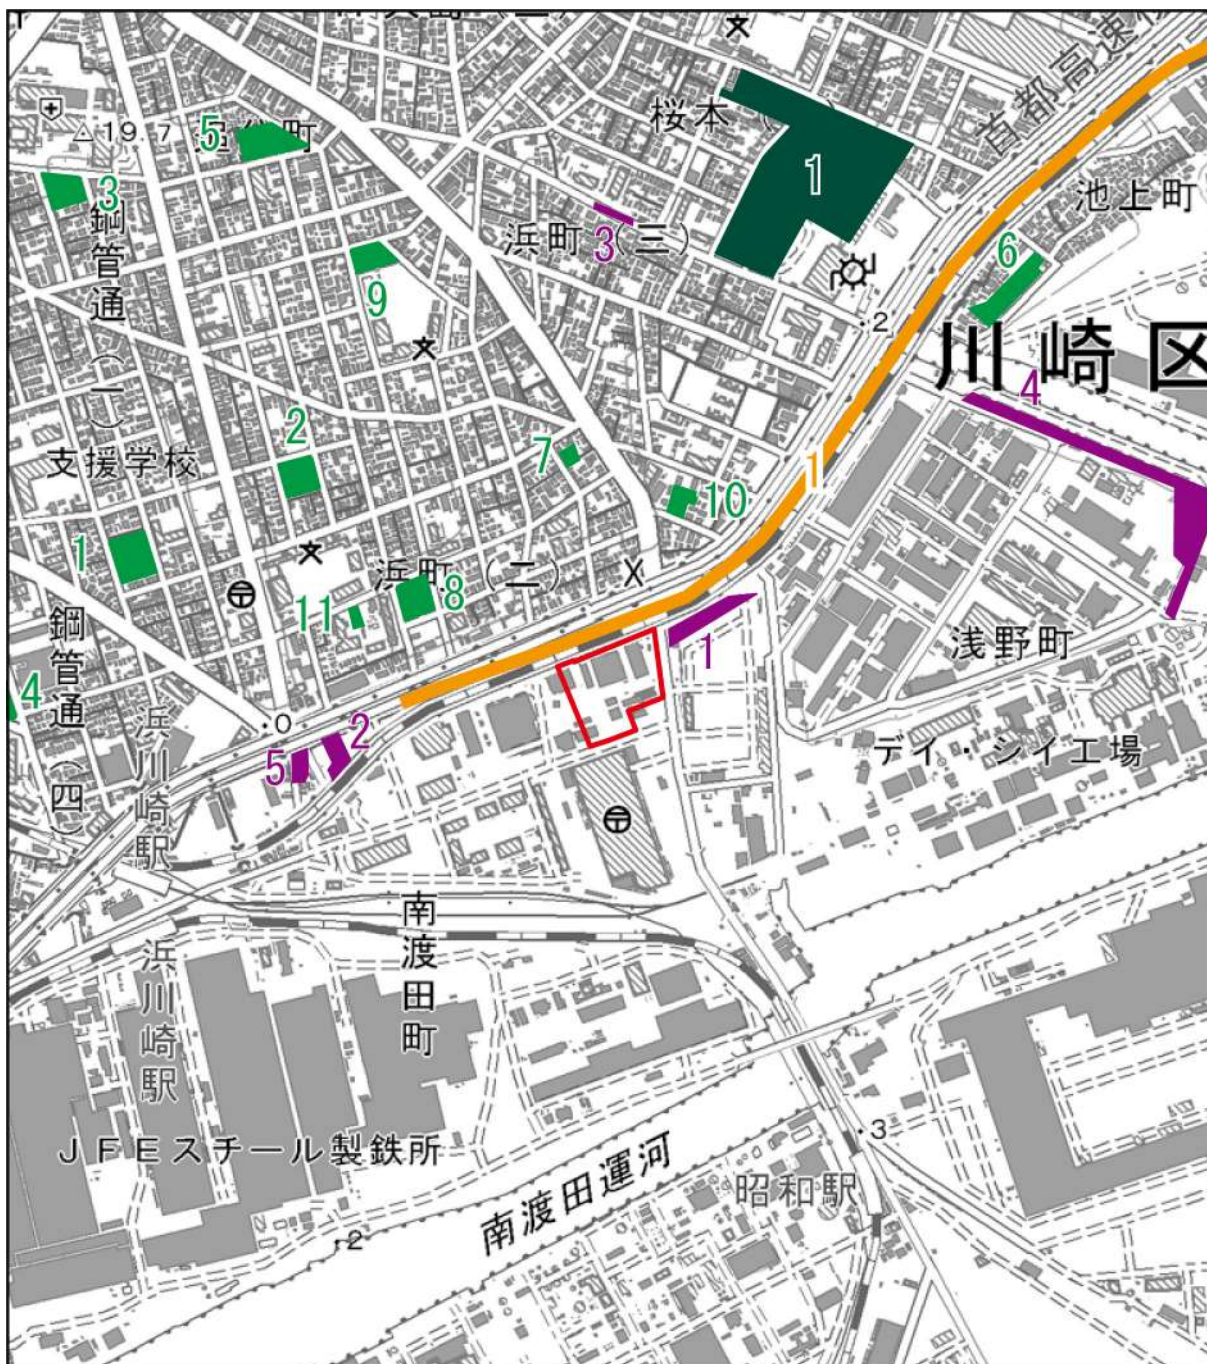 桜本
首都高速
池上町
5
追分町
19.7
3
鋼管通(一)
浜町(三)
3
1
2
6
川崎区
4
9
2
支援学校
7
10
1
1
浜町(二)
11
8
鋼管通(四)
4
浅野町
1
0
2
5
浜川崎駅
デイ・シイ工場
南渡田町
浜川崎駅
JFEスチール製鉄所
南渡田運河
昭和駅
3
2